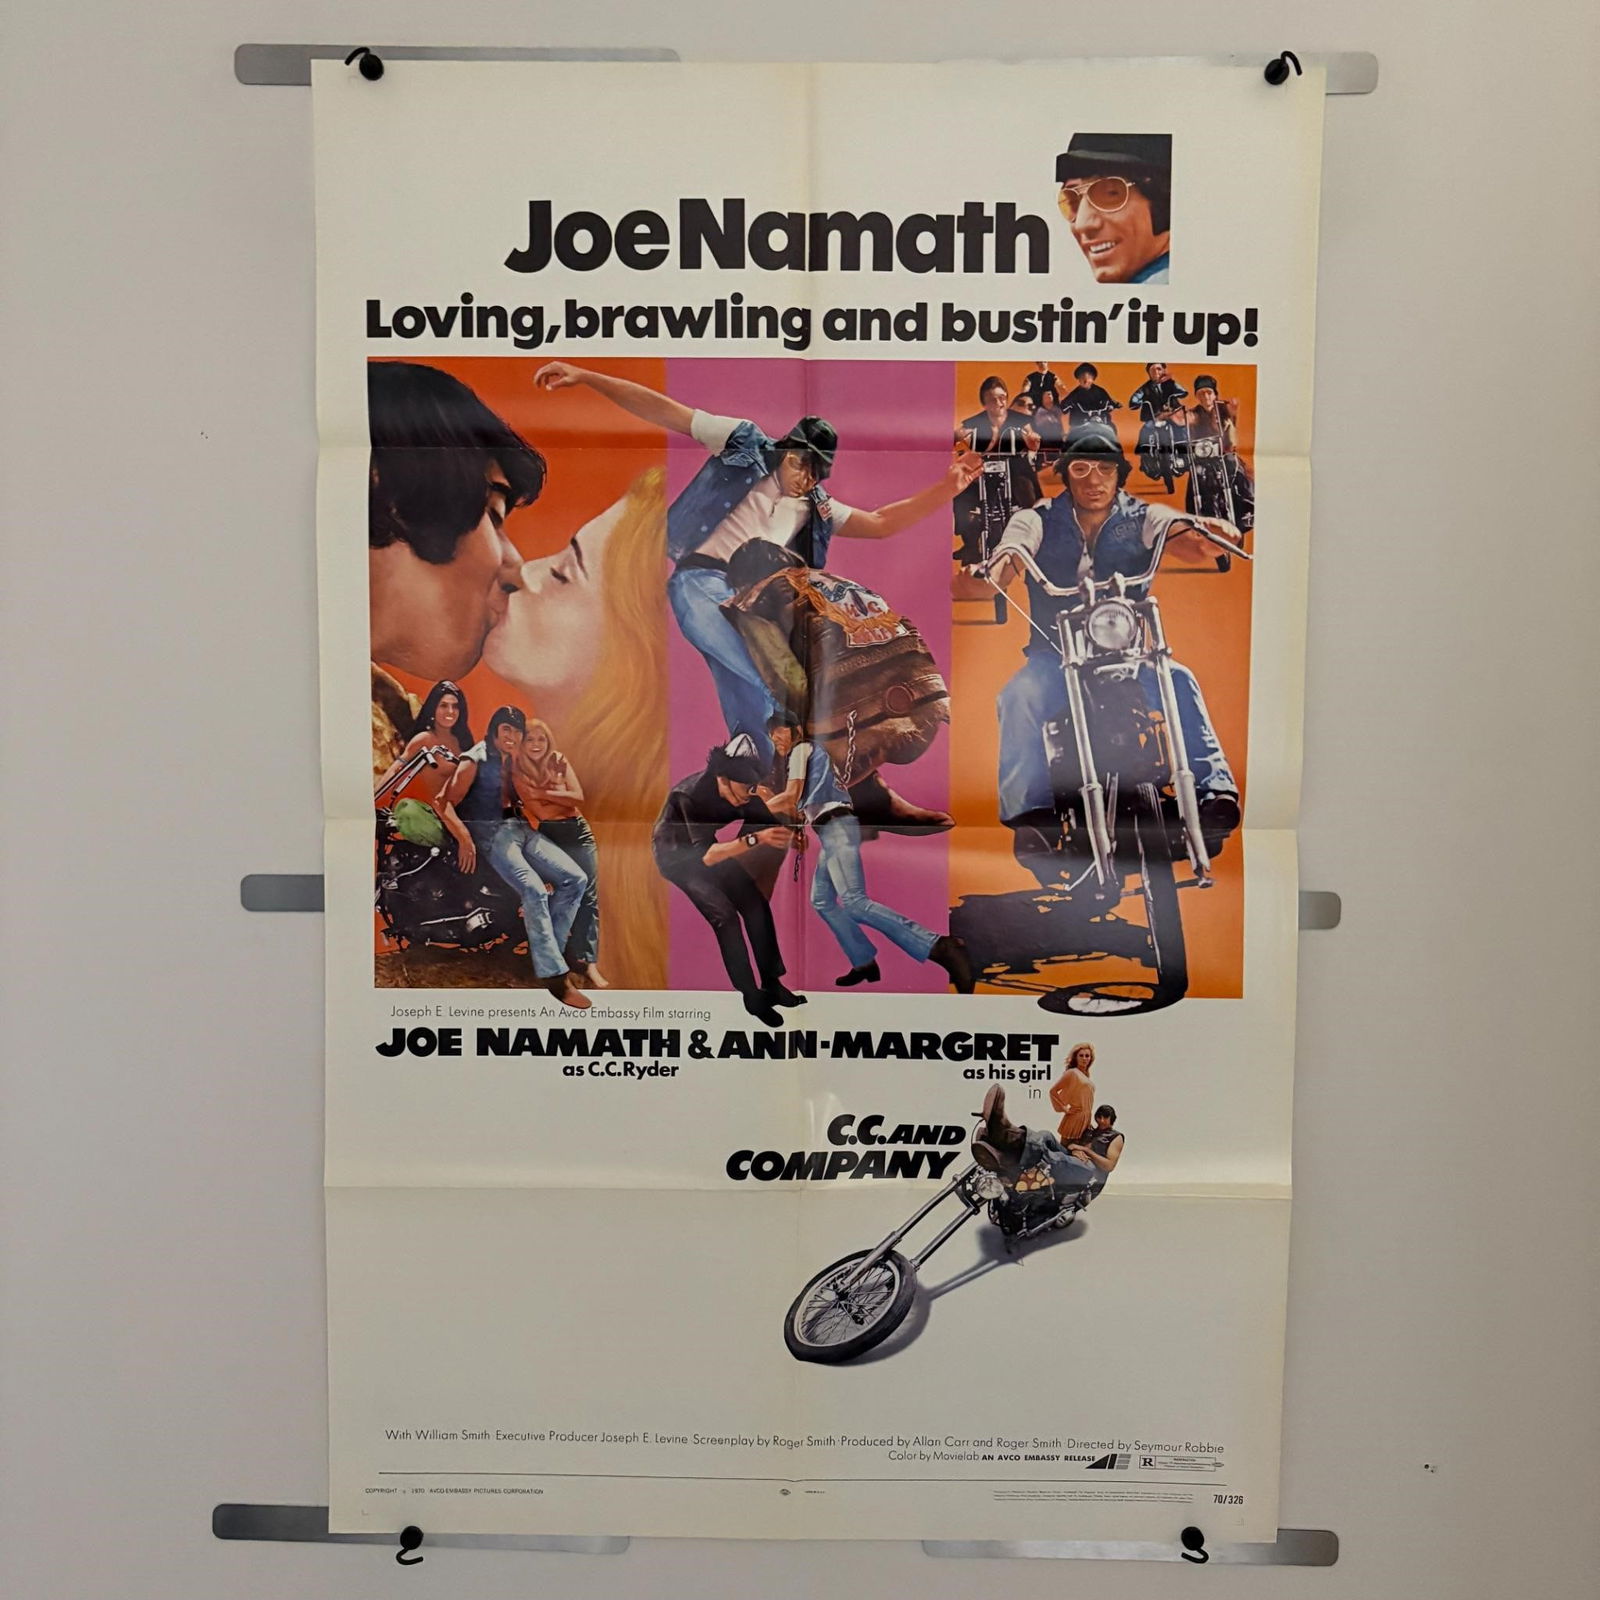 Joe Namath
Loving, brawling and bustin' it up!
Joseph E. Levine presents An Avco Embassy Film starring
JOE NAMATH & ANN-MARGRET
as C.C. Ryder
as his girl
in
C.C. AND
COMPANY
With William Smith · Executive Producer Joseph E. Levine · Screenplay by Roger Smith · Produced by Allan Carr and Roger Smith · Directed by Seymour Robbie
Color by Movielab AN AVCO EMBASSY RELEASE R
COPYRIGHT © 1970 AVCO EMBASSY PICTURES CORPORATION
70/326